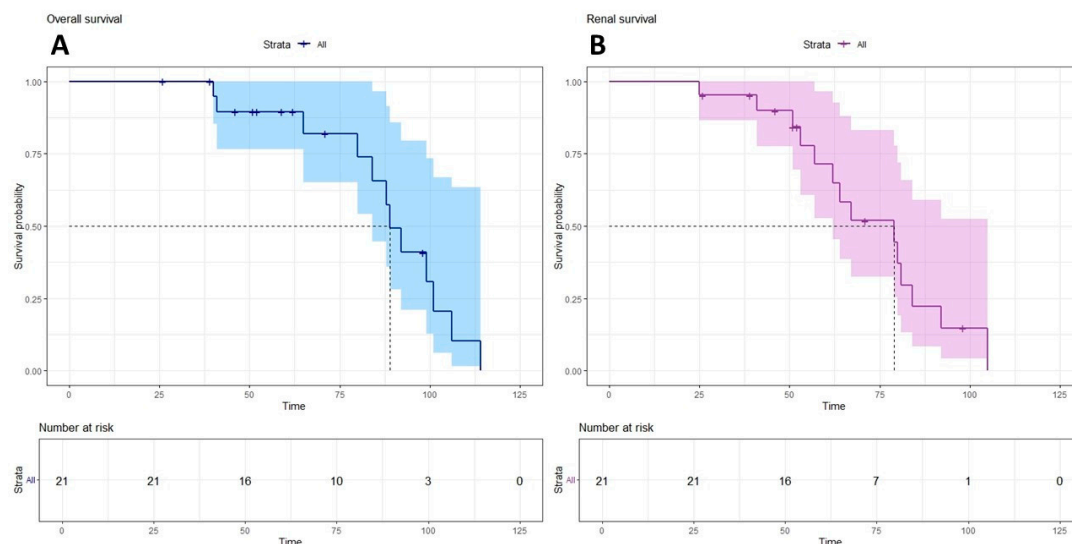 Overall survival
A
Strata All
Survival probability
1.00
0.75
0.50
0.25
0.00
0 25 50 75 100 125
Time
Number at risk
Strata
All
21 21 16 10 3 0
0 25 50 75 100 125
Time
Renal survival
B
Strata All
Survival probability
1.00
0.75
0.50
0.25
0.00
0 25 50 75 100 125
Time
Number at risk
Strata
All
21 21 16 7 1 0
0 25 50 75 100 125
Time